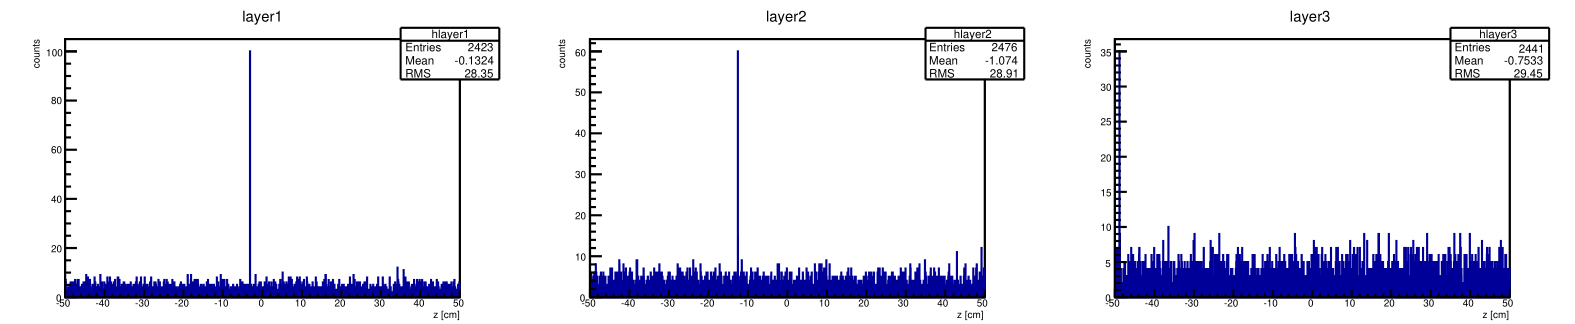 layer1
counts
hlayer1
Entries 2423
Mean -0.1324
RMS 28.35
100
80
60
40
20
0
-50 -40 -30 -20 -10 0 10 20 30 40 50
z [cm]
layer2
counts
hlayer2
Entries 2476
Mean -1.074
RMS 28.91
60
50
40
30
20
10
0
-50 -40 -30 -20 -10 0 10 20 30 40 50
z [cm]
layer3
counts
hlayer3
Entries 2441
Mean -0.7533
RMS 29.45
35
30
25
20
15
10
5
0
-50 -40 -30 -20 -10 0 10 20 30 40 50
z [cm]